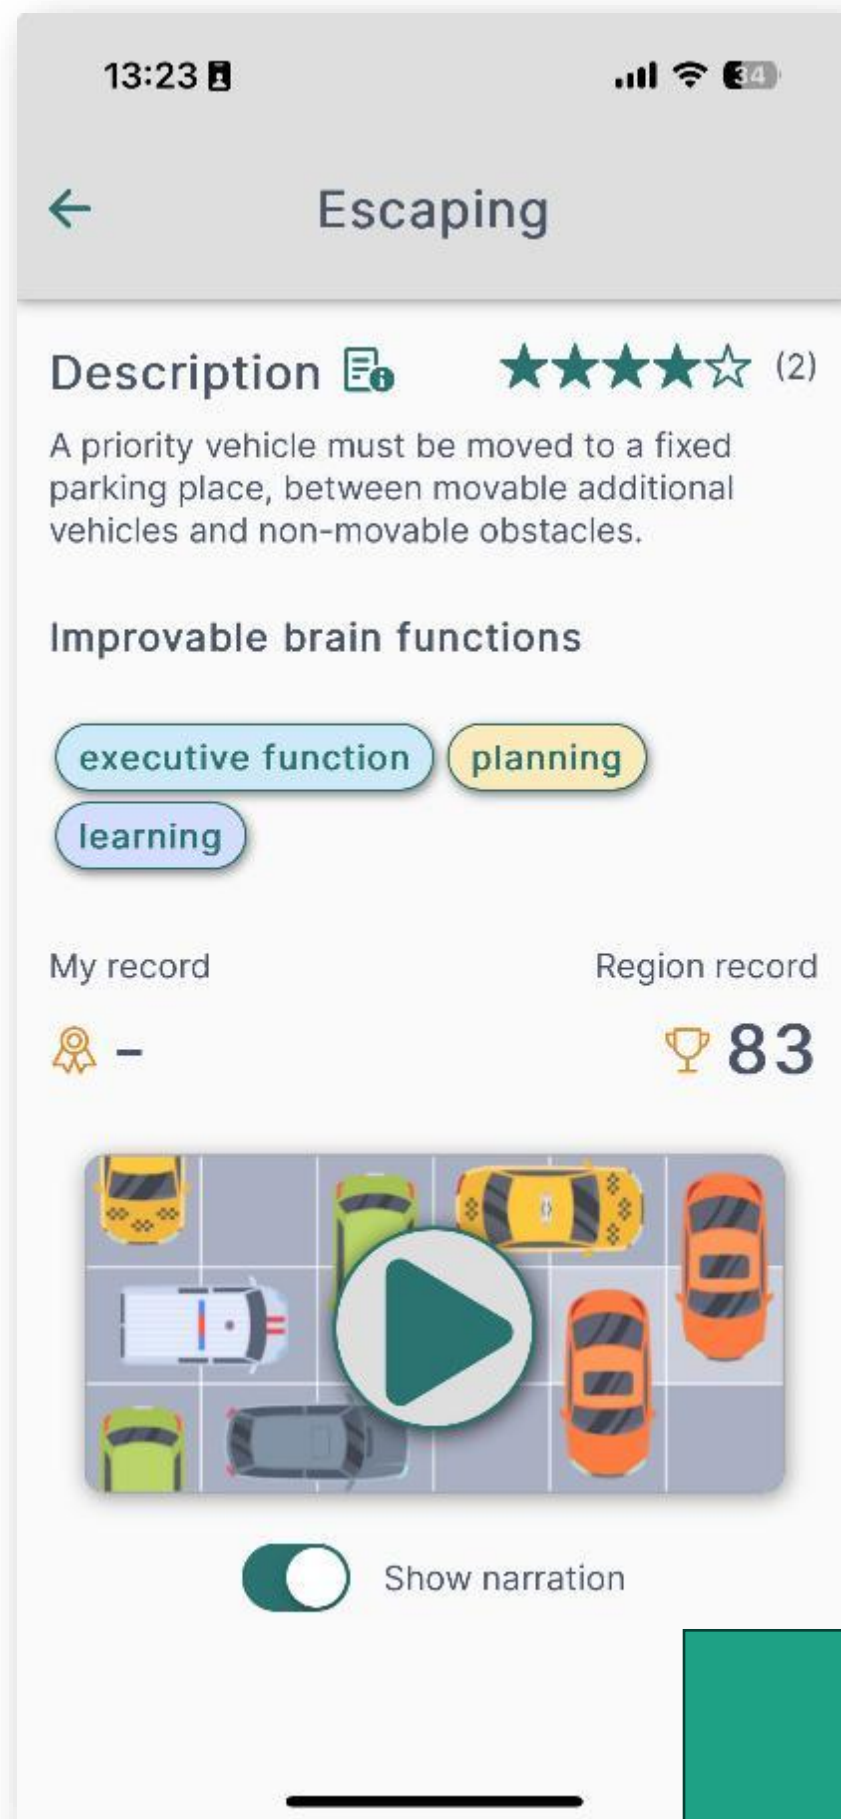 13:23
34
Escaping
Description
(2)
A priority vehicle must be moved to a fixed
parking place, between movable additional
vehicles and non-movable obstacles.
Improvable brain functions
executive function planning
learning
My record Region record
– 83
Show narration